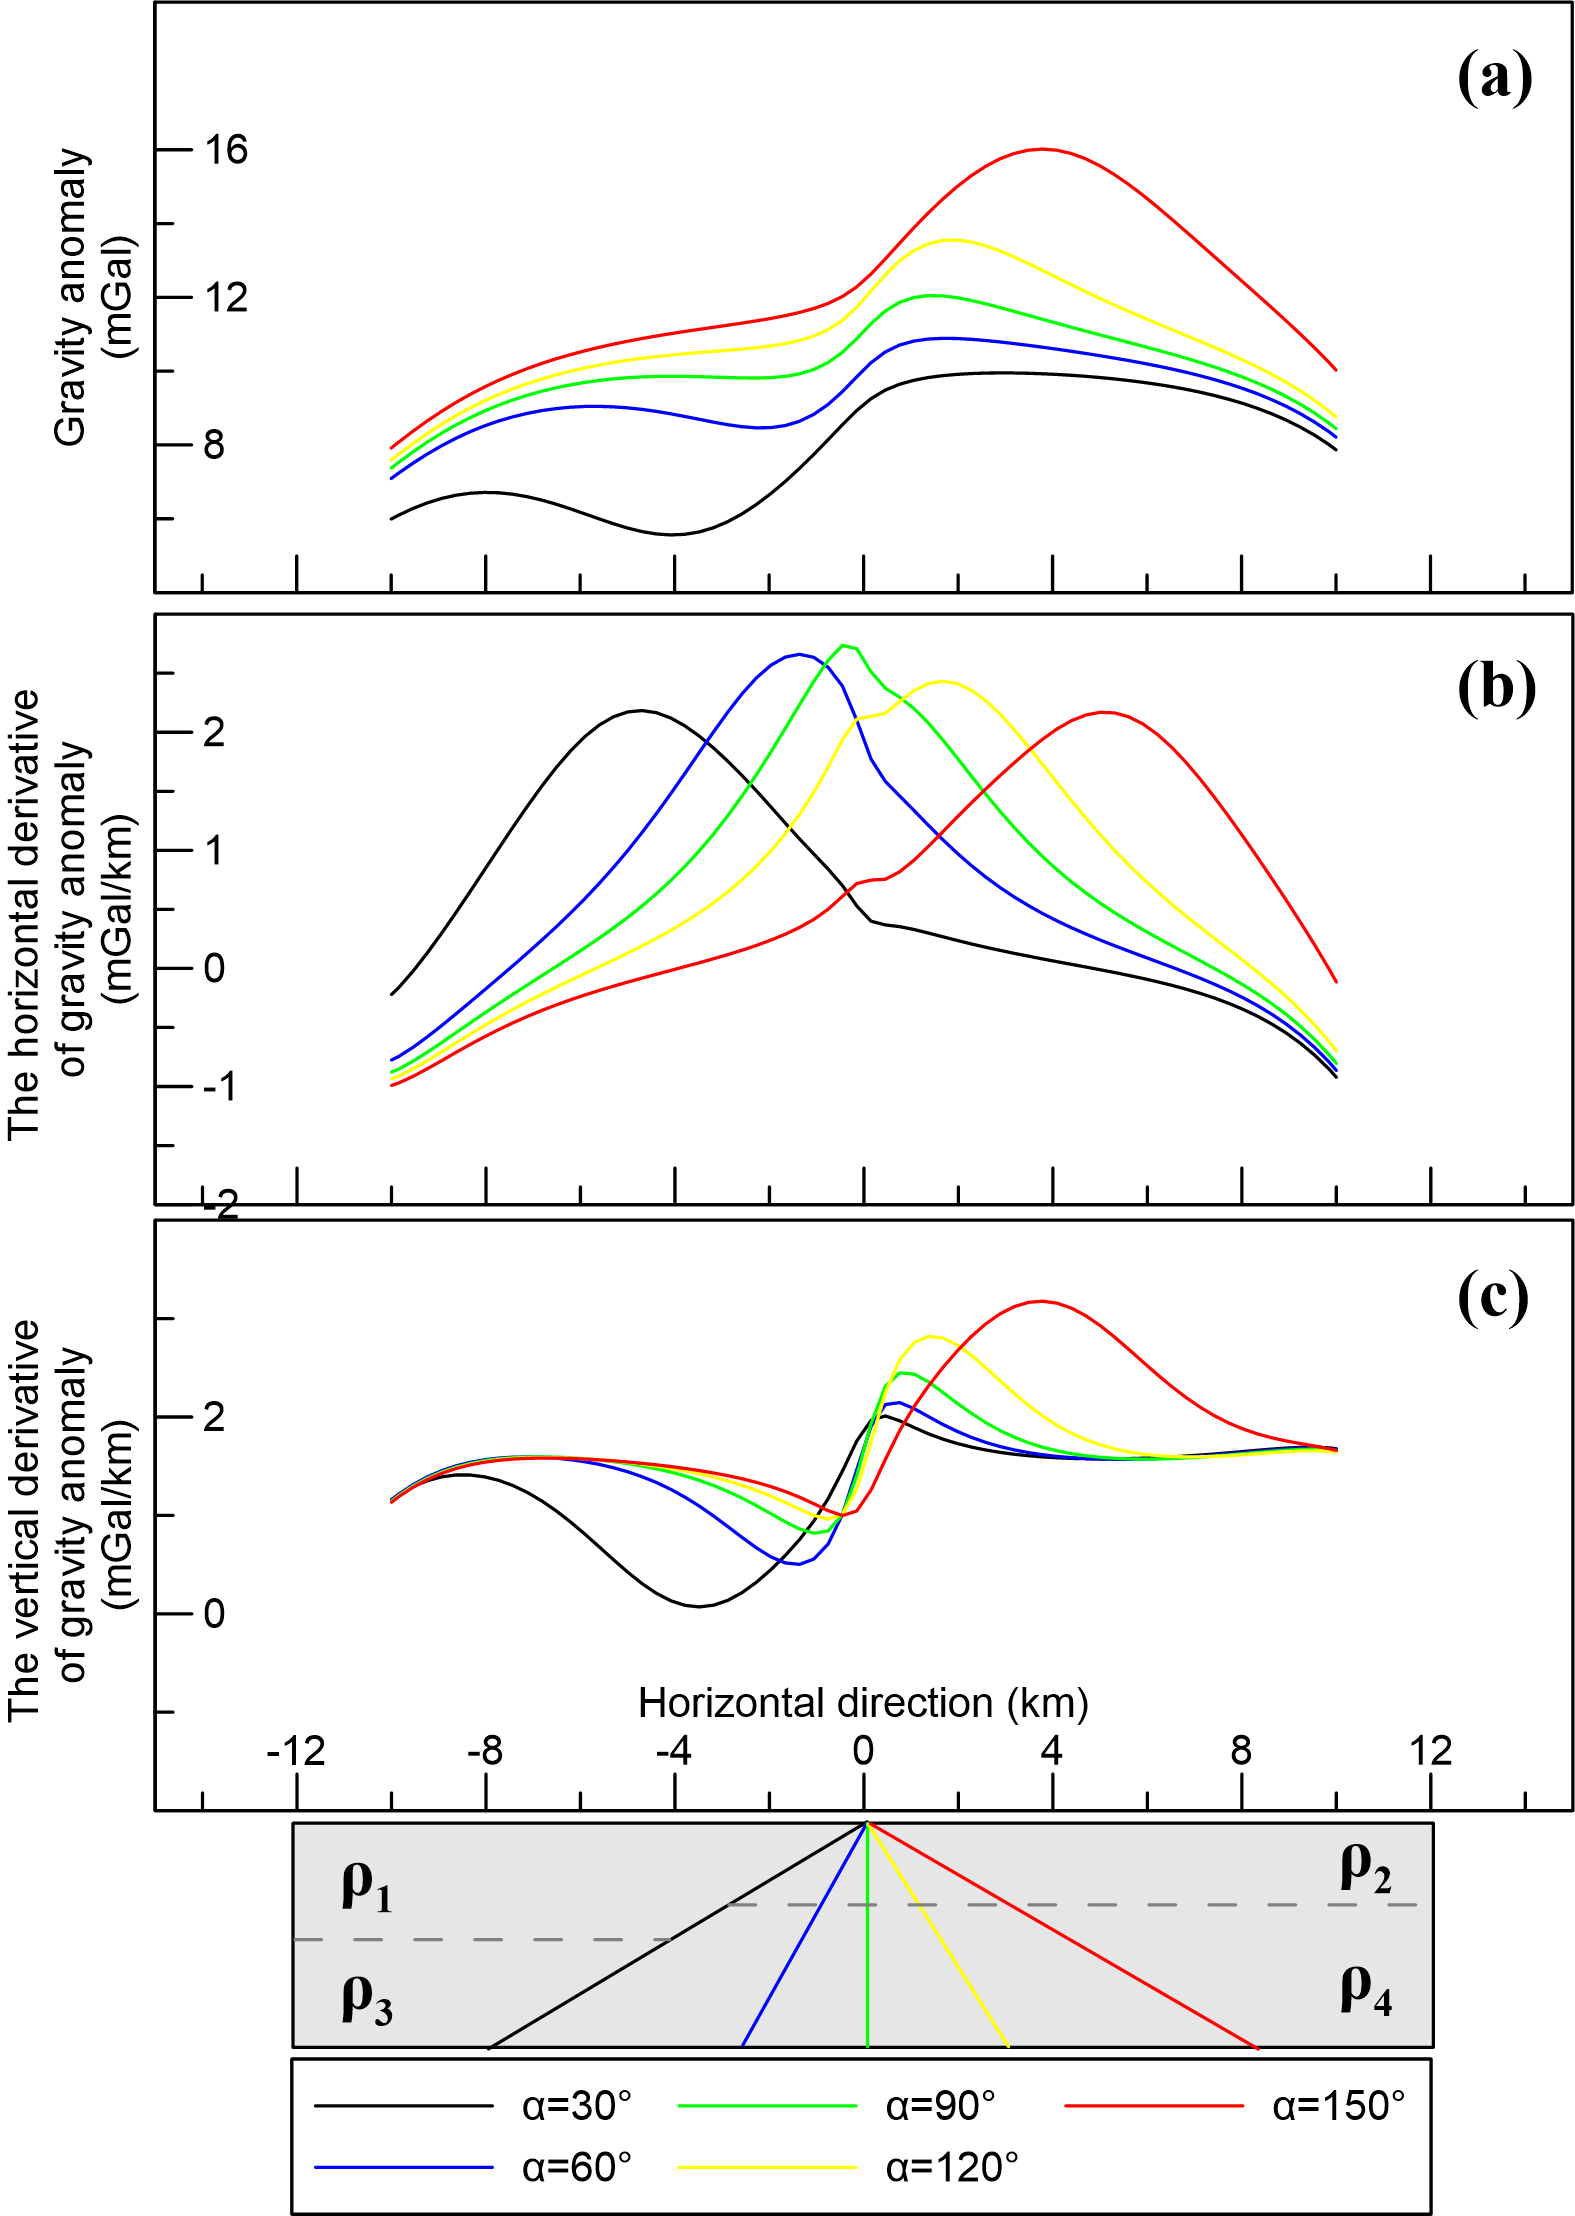 (a)
Gravity anomaly
(mGal)
16
12
8
(b)
The horizontal derivative
of gravity anomaly
(mGal/km)
2
1
0
-1
-2
(c)
The vertical derivative
of gravity anomaly
(mGal/km)
2
0
Horizontal direction (km)
-12 -8 -4 0 4 8 12
ρ1 ρ2
ρ3 ρ4
α=30° α=90° α=150°
α=60° α=120°